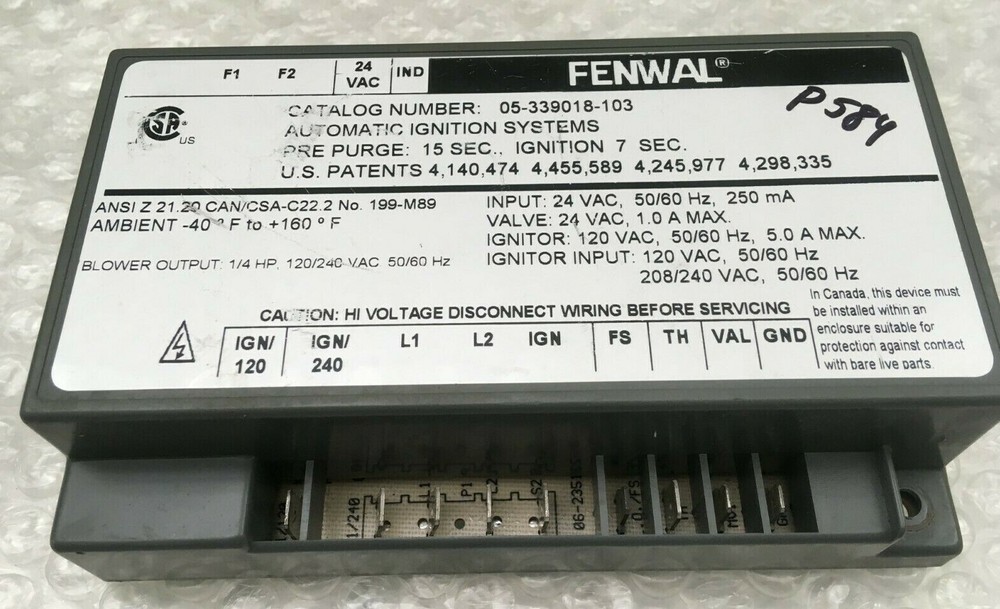 F1 F2 24 VAC IND FENWAL®
CATALOG NUMBER: 05-339018-103
P584
AUTOMATIC IGNITION SYSTEMS
PRE PURGE: 15 SEC., IGNITION 7 SEC.
U.S. PATENTS 4,140,474 4,455,589 4,245,977 4,298,335
SA US
ANSI Z 21.20 CAN/CSA-C22.2 No. 199-M89
AMBIENT -40 º F to +160 º F
BLOWER OUTPUT: 1/4 HP, 120/240 VAC 50/60 Hz
INPUT: 24 VAC, 50/60 Hz, 250 mA
VALVE: 24 VAC, 1.0 A MAX.
IGNITOR: 120 VAC, 50/60 Hz, 5.0 A MAX.
IGNITOR INPUT: 120 VAC, 50/60 Hz
208/240 VAC, 50/60 Hz
CAUTION: HI VOLTAGE DISCONNECT WIRING BEFORE SERVICING
In Canada, this device must
be installed within an
enclosure suitable for
protection against contact
with bare live parts.
IGN/120 IGN/240 L1 L2 IGN FS TH VAL GND
1/240 L1 P1 L2 S2